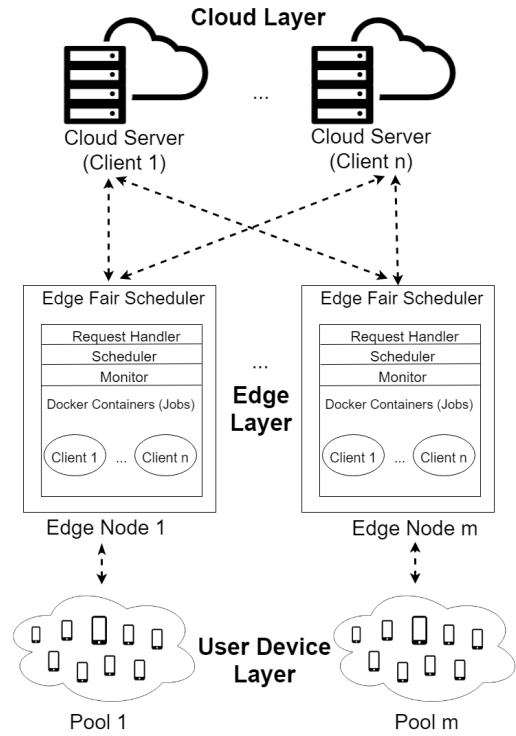 Cloud Layer
...
Cloud Server
(Client 1)
Cloud Server
(Client n)
Edge Fair Scheduler
Request Handler
Scheduler
Monitor
Docker Containers (Jobs)
Client 1 ... Client n
Edge Node 1
...
Edge
Layer
Edge Fair Scheduler
Request Handler
Scheduler
Monitor
Docker Containers (Jobs)
Client 1 ... Client n
Edge Node m
User Device
Layer
Pool 1
Pool m